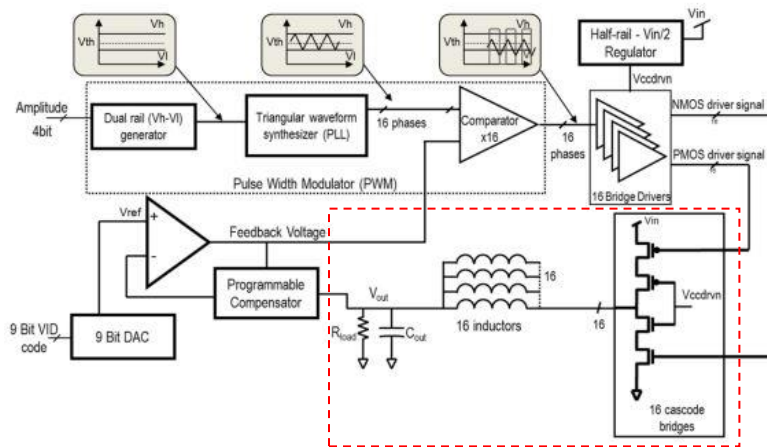 Vh
Vth
Vl
Vh
Vth
Vl
Vh
Vth
Vl
Half-rail - Vin/2
Regulator
Vin
Vccdrvn
Amplitude
4bit
Dual rail (Vh-Vl)
generator
Triangular waveform
synthesizer (PLL)
16 phases
Comparator
x16
16
phases
NMOS driver signal
PMOS driver signal
16 Bridge Drivers
Pulse Width Modulator (PWM)
Vref
+
-
Feedback Voltage
Programmable
Compensator
9 Bit VID
code
9 Bit DAC
Vout
Rload
Cout
16
16 inductors
16
Vin
Vccdrvn
16 cascode
bridges